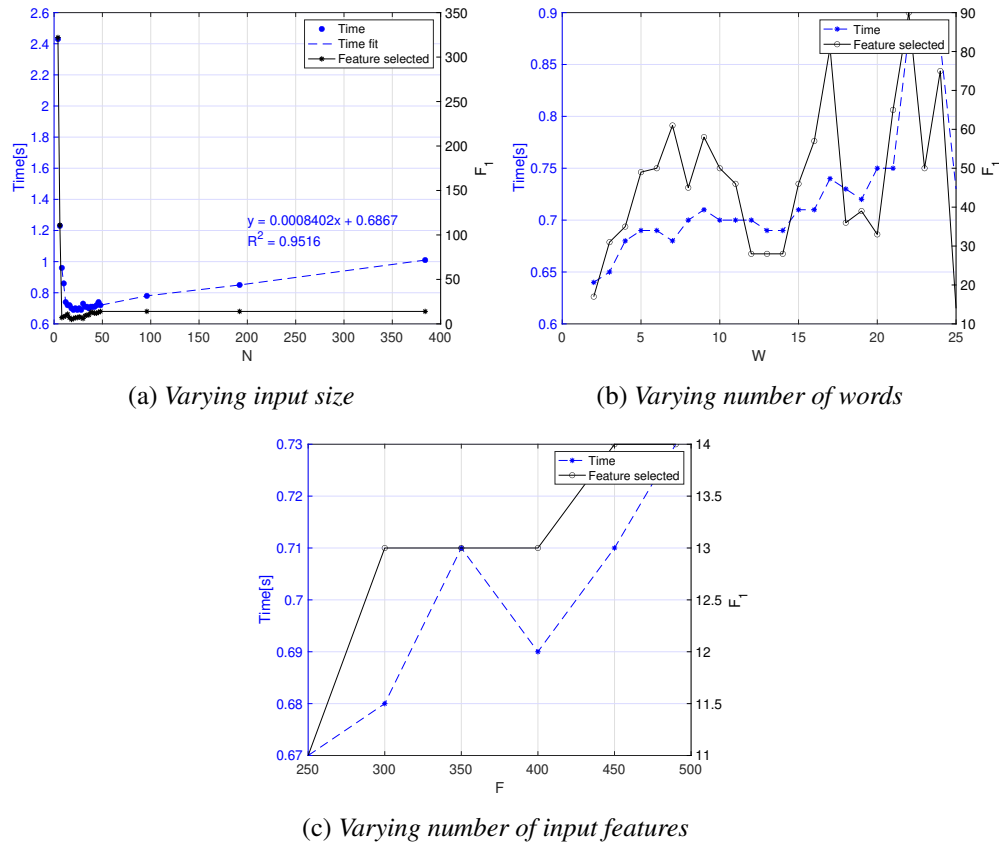 2.6
2.4
2.2
2
1.8
1.6
1.4
1.2
1
0.8
0.6
Time[s]
0 50 100 150 200 250 300 350 400
N
350
300
250
200
150
100
50
0
F1
Time
Time fit
Feature selected
y = 0.0008402x + 0.6867
R2 = 0.9516
(a) Varying input size
0.9
0.85
0.8
0.75
0.7
0.65
0.6
Time[s]
0 5 10 15 20 25
W
90
80
70
60
50
40
30
20
10
F1
Time
Feature selected
(b) Varying number of words
0.73
0.72
0.71
0.7
0.69
0.68
0.67
Time[s]
250 300 350 400 450 500
F
14
13.5
13
12.5
12
11.5
11
F1
Time
Feature selected
(c) Varying number of input features